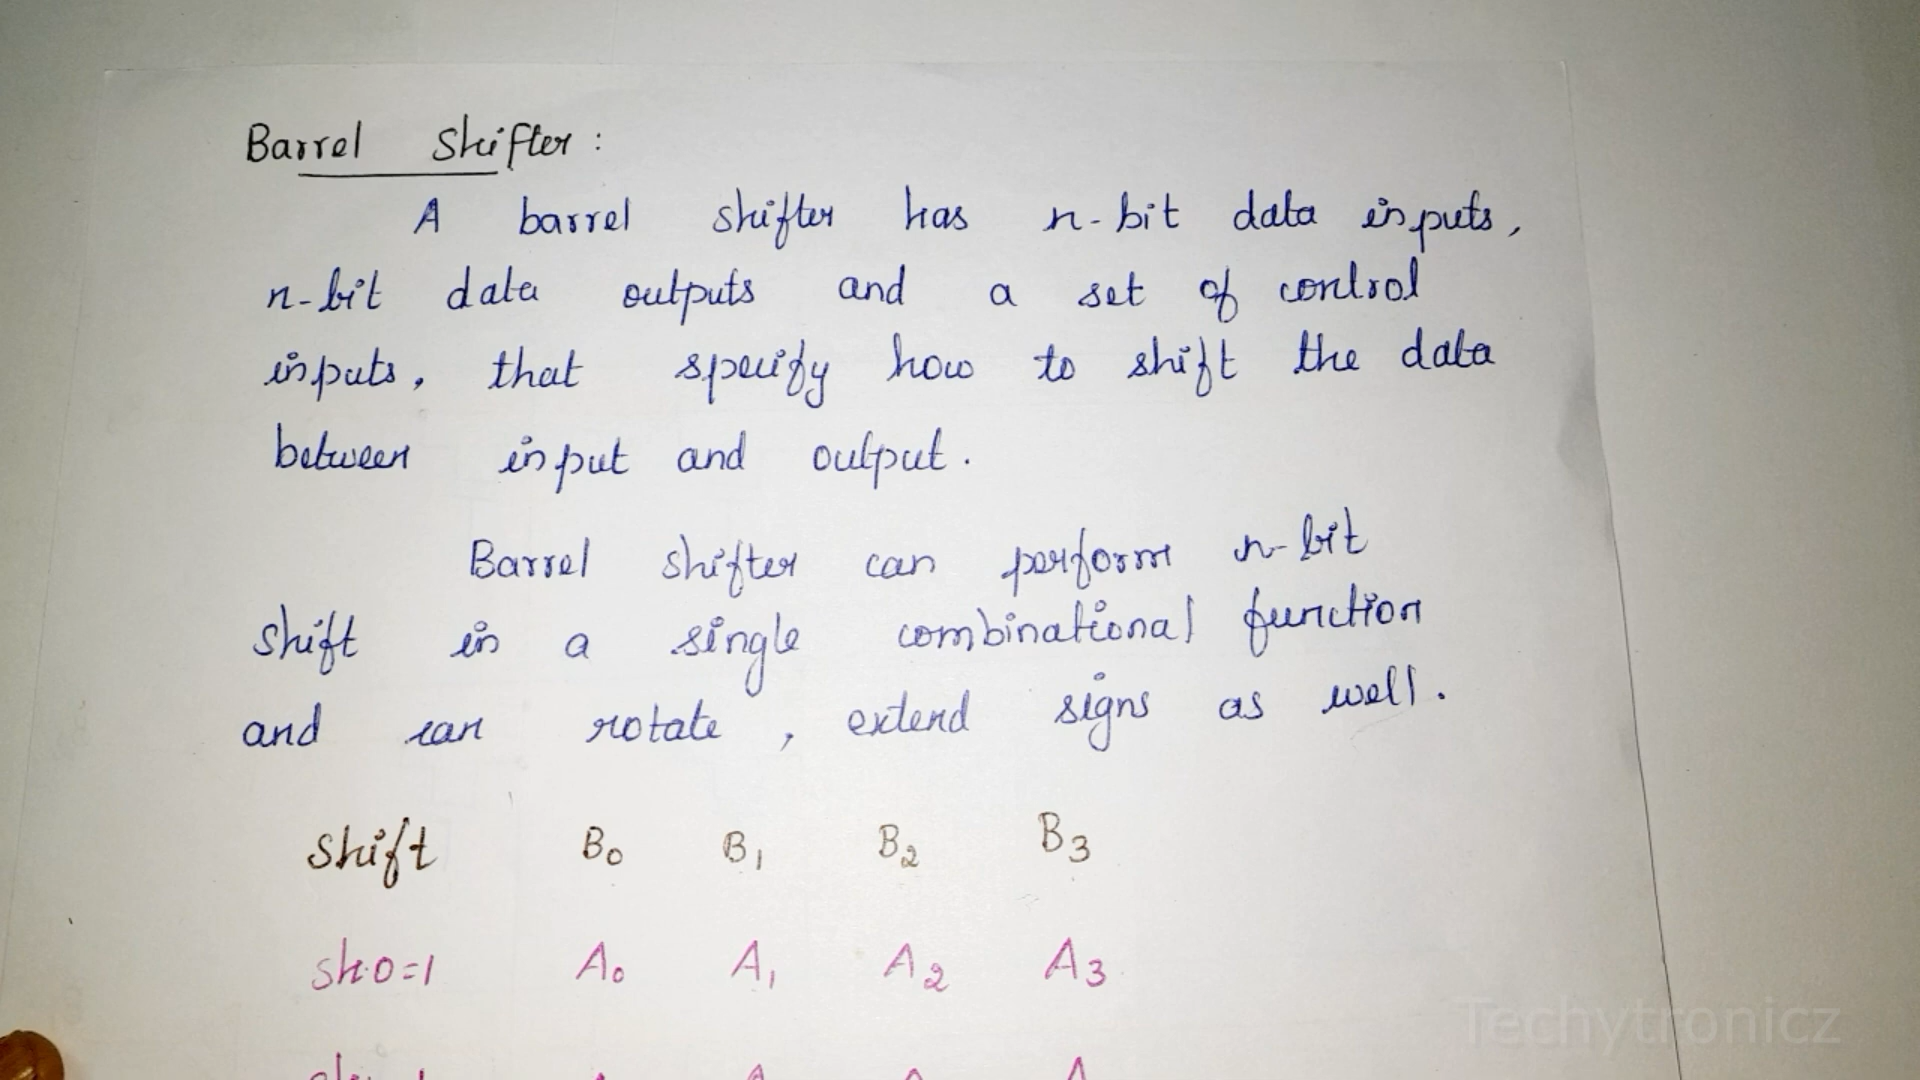 Barrel Shifter :
A barrel shifter has n-bit data inputs,
n-bit data outputs and a set of control
inputs, that specify how to shift the data
between input and output.
Barrel shifter can perform n-bit
shift in a single combinational function
and can rotate, extend signs as well.
shift B0 B1 B2 B3
sh0=1 A0 A1 A2 A3
Techytronicz